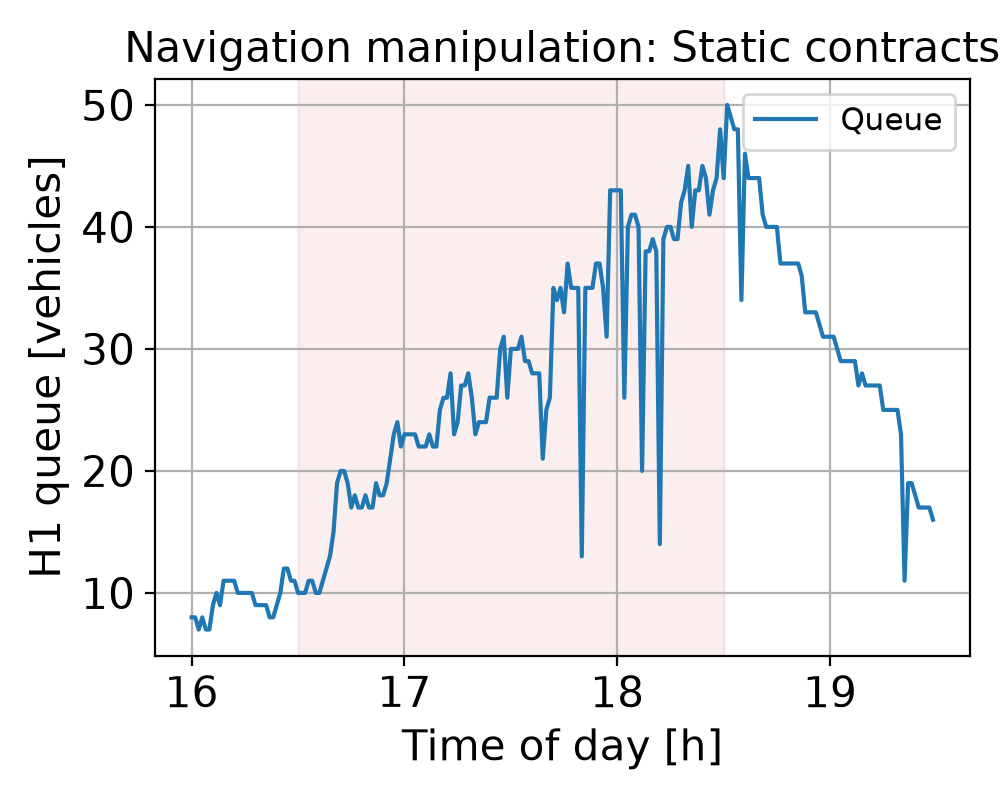 Navigation manipulation: Static contracts
Queue
H1 queue [vehicles]
50
40
30
20
10
16 17 18 19
Time of day [h]